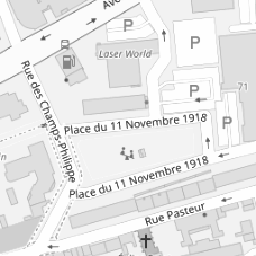 Ave
Laser World
P
P
P
P
71
Rue des Champs-Philippe
Place du 11 Novembre 1918
Place du 11 Novembre 1918
Rue Pasteur